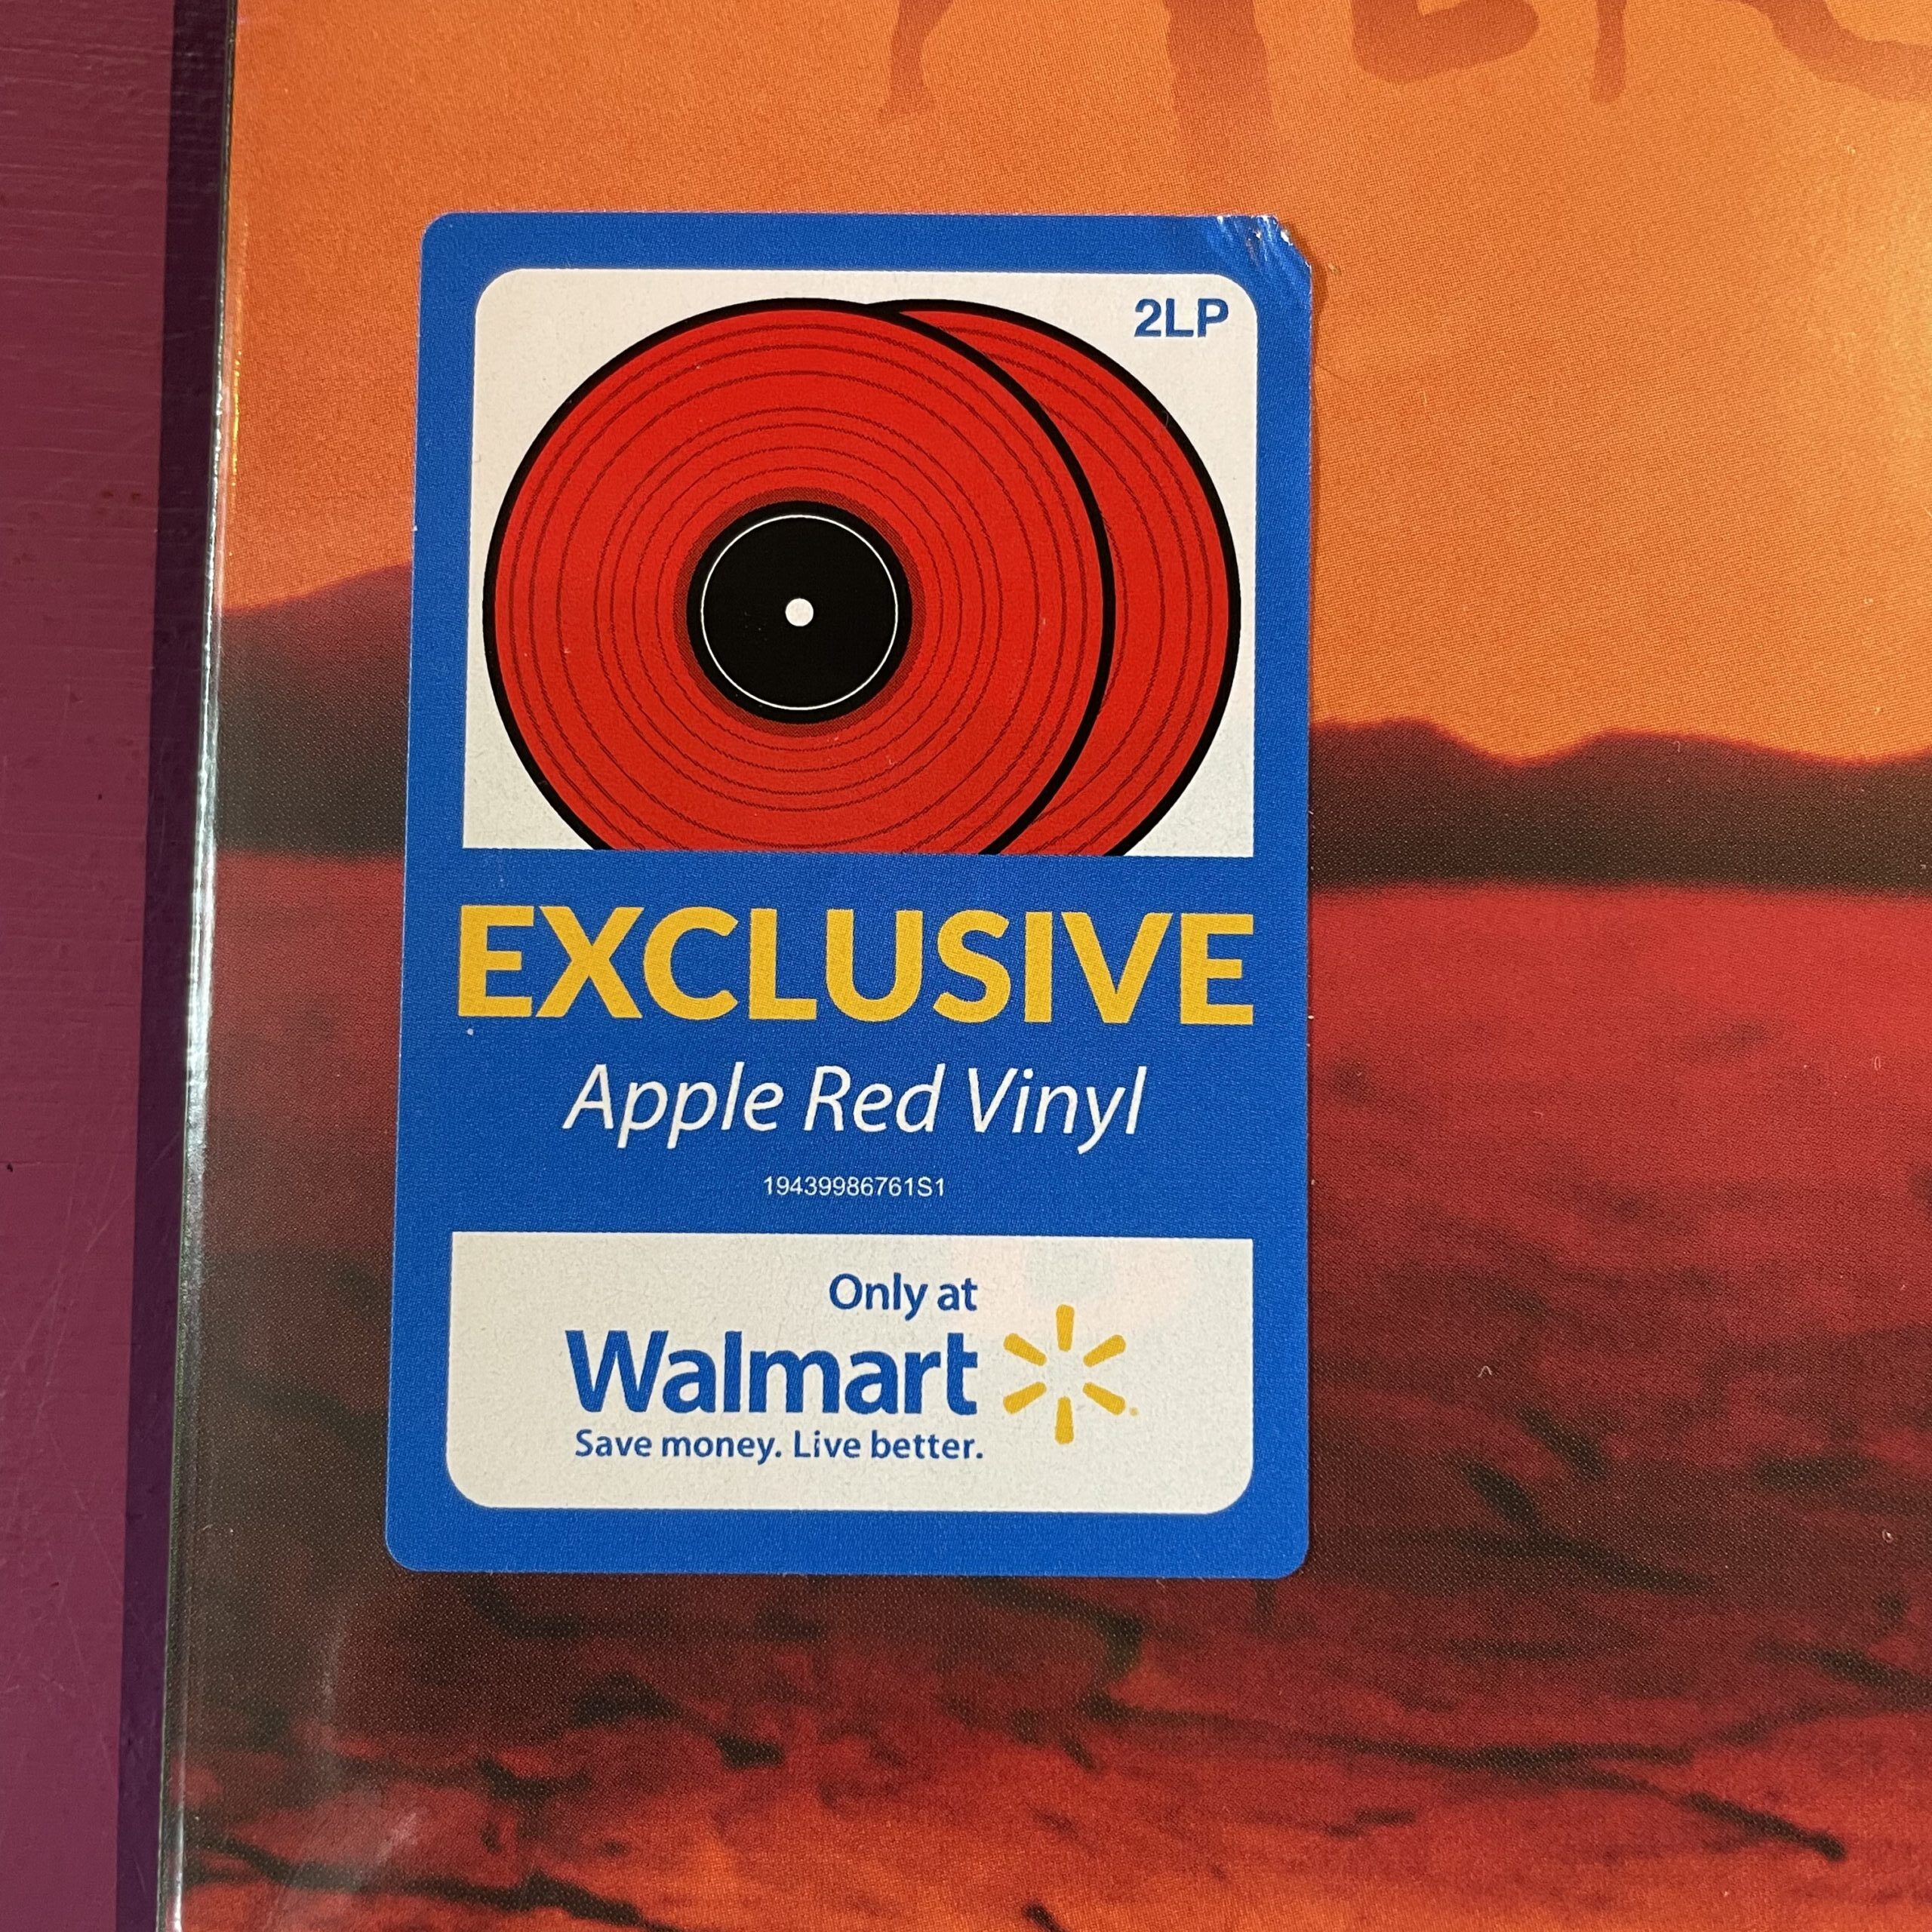 2LP
EXCLUSIVE
Apple Red Vinyl
19439986761S1
Only at
Walmart
Save money. Live better.